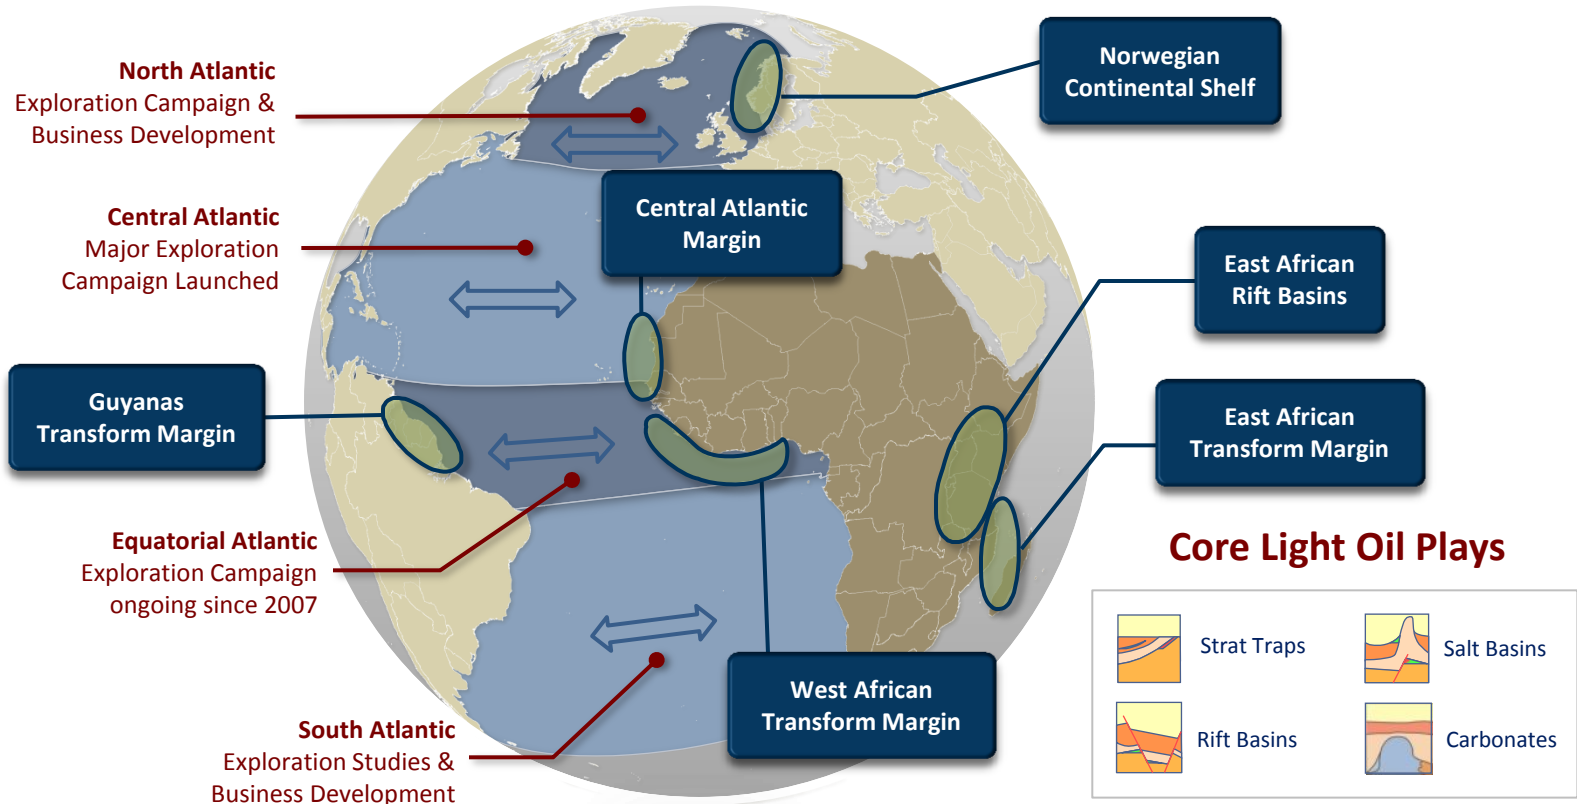 North Atlantic
Exploration Campaign &
Business Development
Norwegian
Continental Shelf
Central Atlantic
Major Exploration
Campaign Launched
Central Atlantic
Margin
East African
Rift Basins
Guyanas
Transform Margin
East African
Transform Margin
Equatorial Atlantic
Exploration Campaign
ongoing since 2007
West African
Transform Margin
South Atlantic
Exploration Studies &
Business Development
Core Light Oil Plays
Strat Traps
Salt Basins
Rift Basins
Carbonates